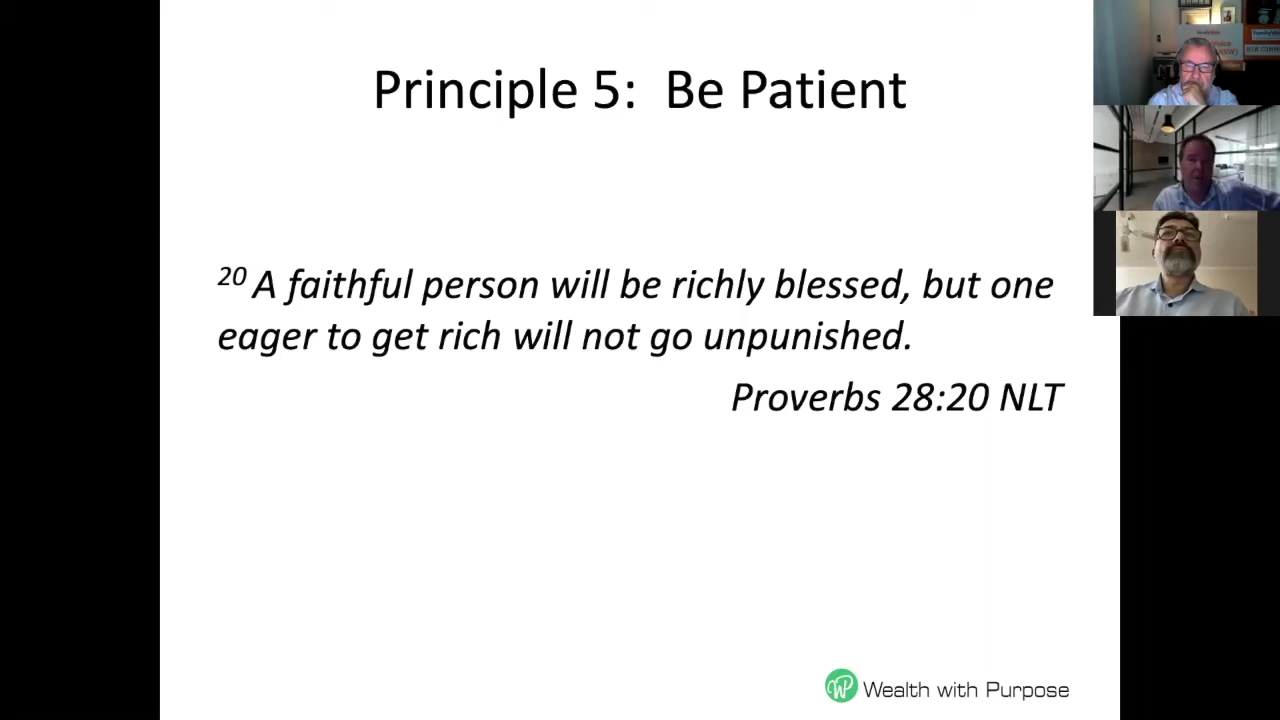 Principle 5: Be Patient
20 A faithful person will be richly blessed, but one
eager to get rich will not go unpunished.
Proverbs 28:20 NLT
Wealth with Purpose